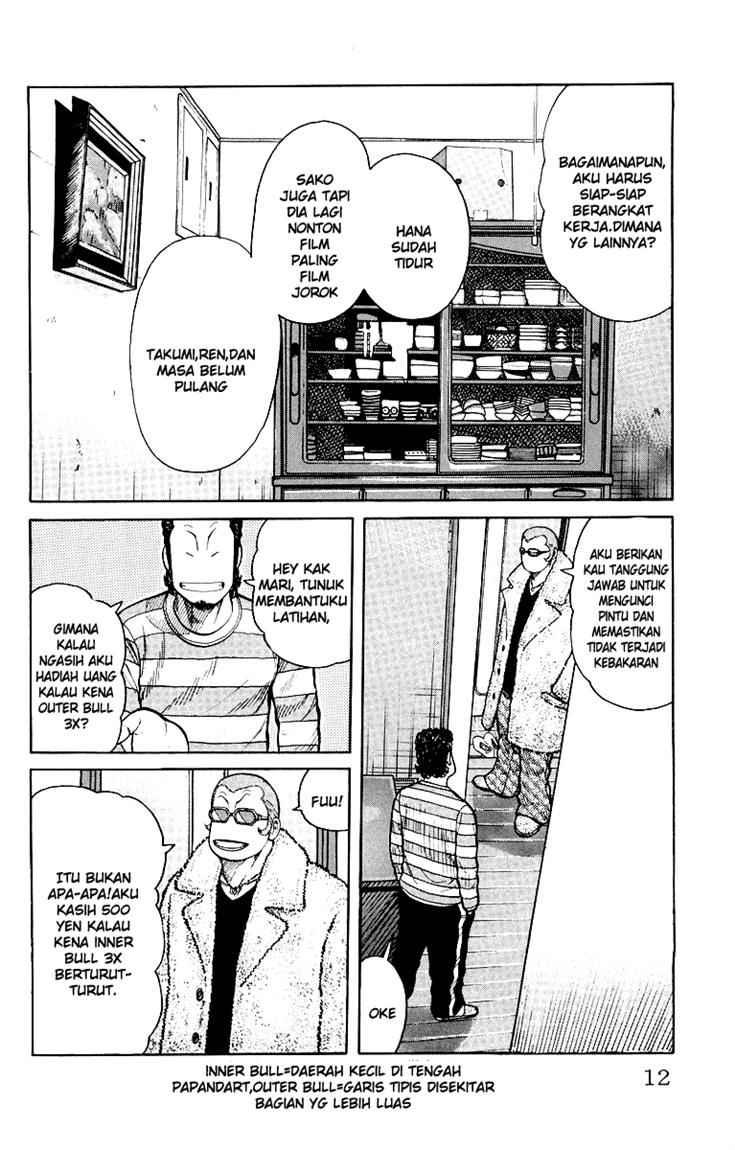 BAGAIMANAPUN,
AKU HARUS
SIAP-SIAP
BERANGKAT
KERJA.DIMANA
YG LAINNYA?
HANA
SUDAH
TIDUR
SAKO
JUGA TAPI
DIA LAGI
NONTON
FILM
PALING
FILM
JOROK
TAKUMI,REN,DAN
MASA BELUM
PULANG
AKU BERIKAN
KAU TANGGUNG
JAWAB UNTUK
MENGUNCI
PINTU DAN
MEMASTIKAN
TIDAK TERJADI
KEBAKARAN
OKE
HEY KAK
MARI, TUNUK
MEMBANTUKU
LATIHAN,
GIMANA
KALAU
NGASIH AKU
HADIAH UANG
KALAU KENA
OUTER BULL
3X?
FUU!
ITU BUKAN
APA-APA!AKU
KASIH 500
YEN KALAU
KENA INNER
BULL 3X
BERTURUT-
TURUT.
INNER BULL=DAERAH KECIL DI TENGAH
PAPANDART,OUTER BULL=GARIS TIPIS DISEKITAR
BAGIAN YG LEBIH LUAS
12